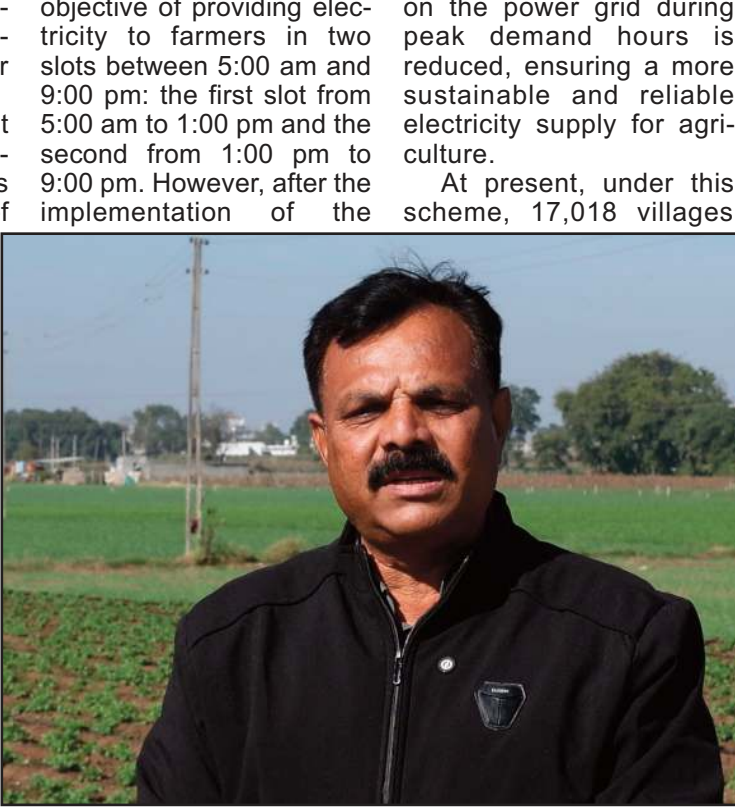 -
-
r
t
-
s
f
objective of providing elec-
tricity to farmers in two
slots between 5:00 am and
9:00 pm: the first slot from
5:00 am to 1:00 pm and the
second from 1:00 pm to
9:00 pm. However, after the
implementation of the
on the power grid during
peak demand hours is
reduced, ensuring a more
sustainable and reliable
electricity supply for agri-
culture.
At present, under this
scheme, 17,018 villages